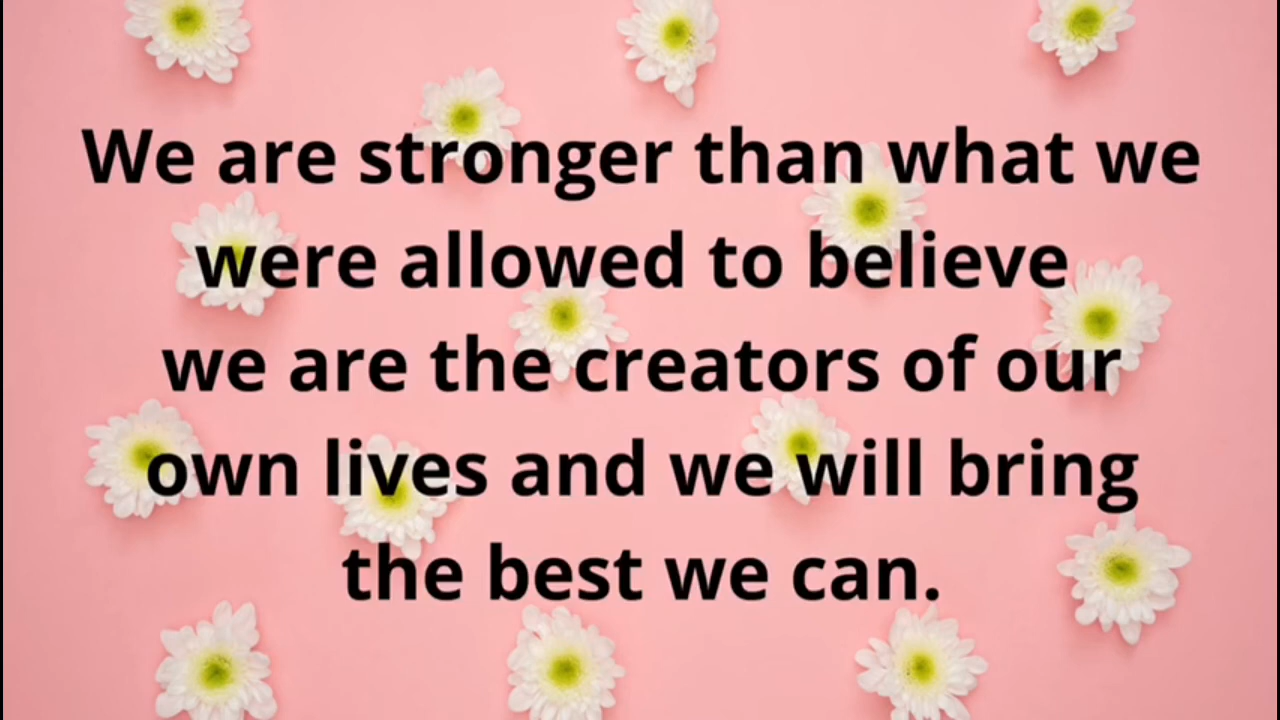 We are stronger than what we
were allowed to believe
we are the creators of our
own lives and we will bring
the best we can.